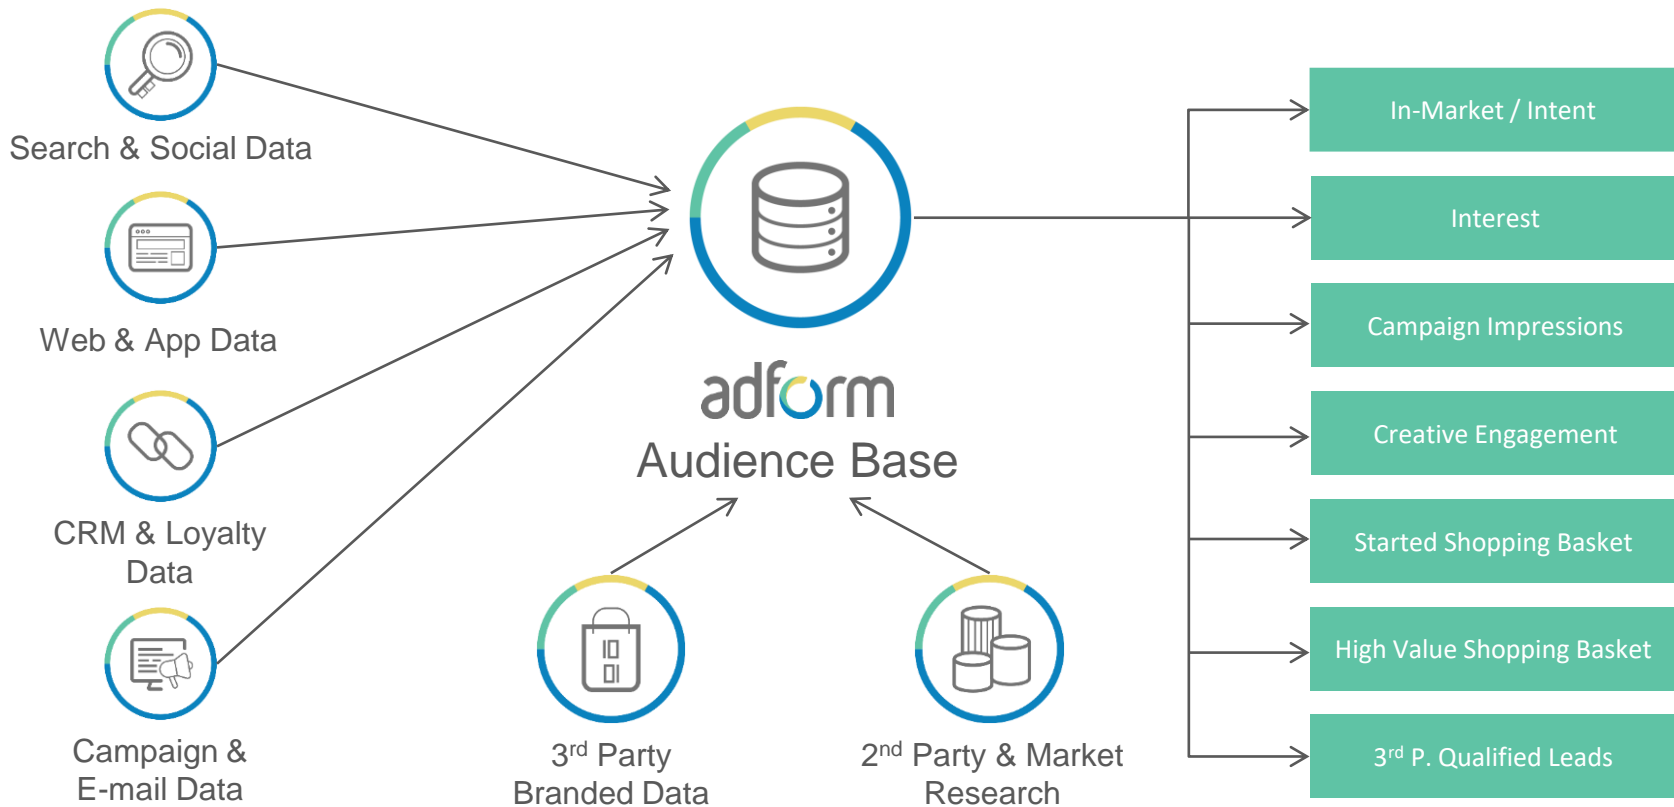 Search & Social Data
Web & App Data
CRM & Loyalty
Data
Campaign &
E-mail Data
adform
Audience Base
3rd Party
Branded Data
2nd Party & Market
Research
In-Market / Intent
Interest
Campaign Impressions
Creative Engagement
Started Shopping Basket
High Value Shopping Basket
3rd P. Qualified Leads